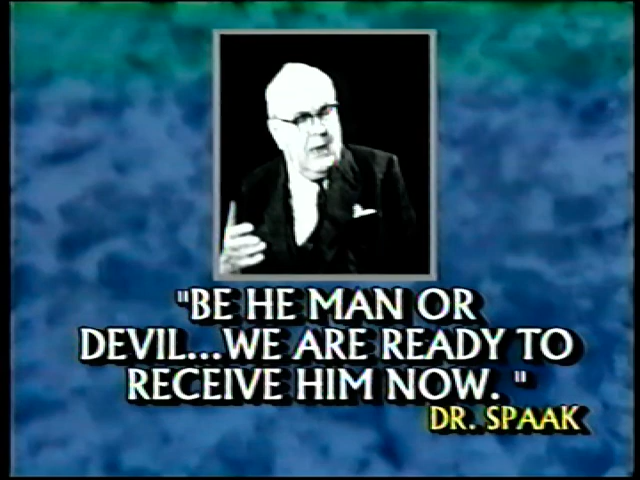 "BE HE MAN OR
DEVIL...WE ARE READY TO
RECEIVE HIM NOW. "
DR. SPAAK